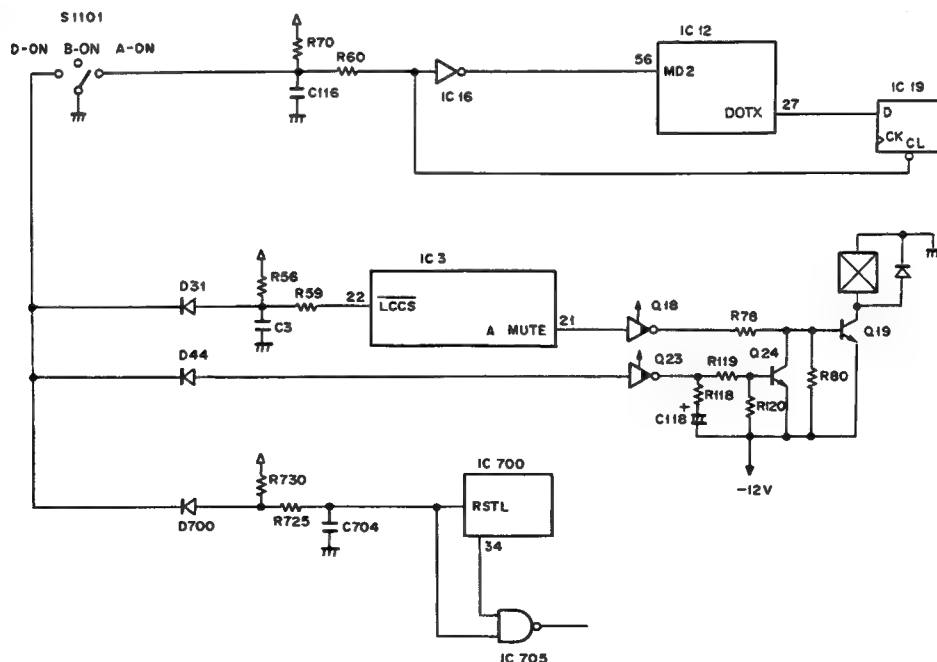 S1101
D-ON B-ON A-ON
R70
R60
C116
IC 16
IC 12
56
MD2
DOTX
27
IC 19
D
CK
CL
D31
R56
R59
C3
22
IC 3
LCCS
A MUTE
21
Q18
R78
Q19
D44
Q23
R119
Q24
R118
R120
R80
C118
+
-12V
R730
D700
R725
C704
IC 700
RSTL
34
IC 705